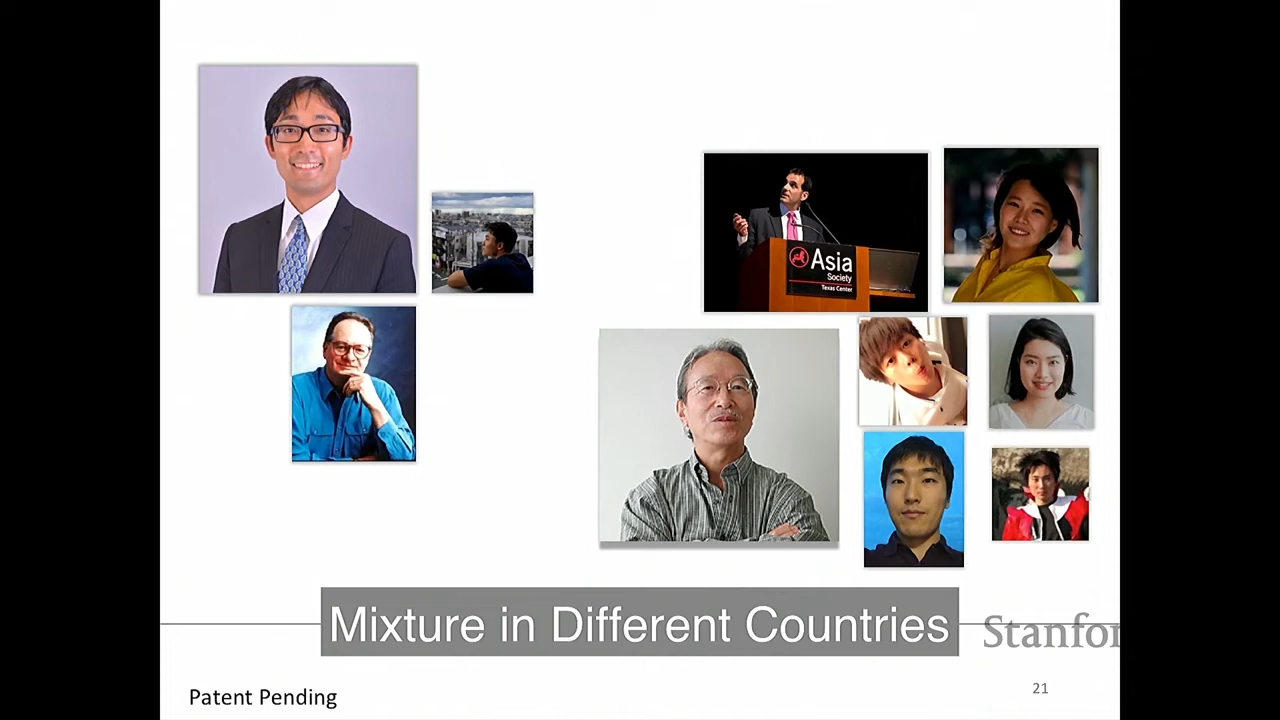 Asia
Society
Texas Center
Mixture in Different Countries
Stanfor
Patent Pending
21